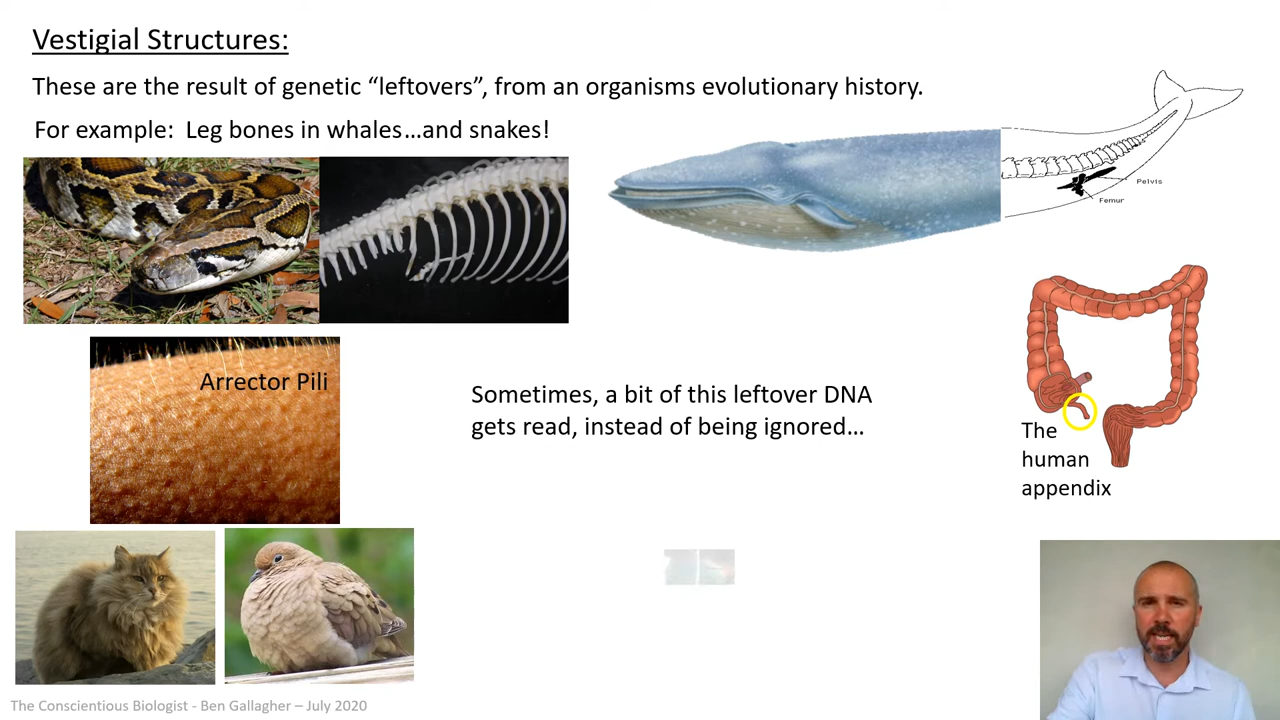 Vestigial Structures:
These are the result of genetic “leftovers”, from an organisms evolutionary history.
For example:  Leg bones in whales…and snakes!
Pelvis
Femur
Arrector Pili
Sometimes, a bit of this leftover DNA
gets read, instead of being ignored…
The
human
appendix
The Conscientious Biologist - Ben Gallagher – July 2020